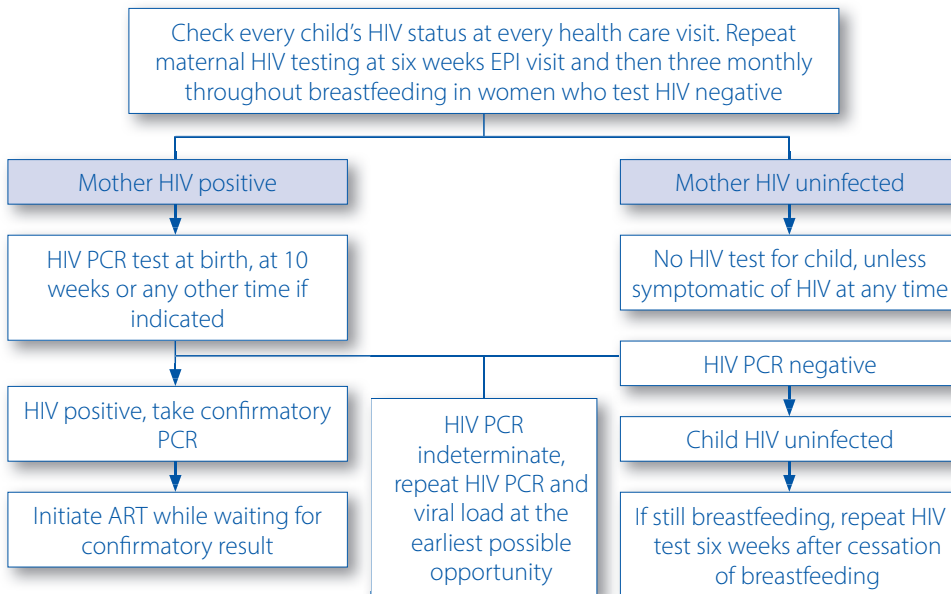 Check every child's HIV status at every health care visit. Repeat
maternal HIV testing at six weeks EPI visit and then three monthly
throughout breastfeeding in women who test HIV negative
Mother HIV positive
Mother HIV uninfected
HIV PCR test at birth, at 10
weeks or any other time if
indicated
No HIV test for child, unless
symptomatic of HIV at any time
HIV positive, take confirmatory
PCR
Initiate ART while waiting for
confirmatory result
HIV PCR
indeterminate,
repeat HIV PCR and
viral load at the
earliest possible
opportunity
HIV PCR negative
Child HIV uninfected
If still breastfeeding, repeat HIV
test six weeks after cessation
of breastfeeding